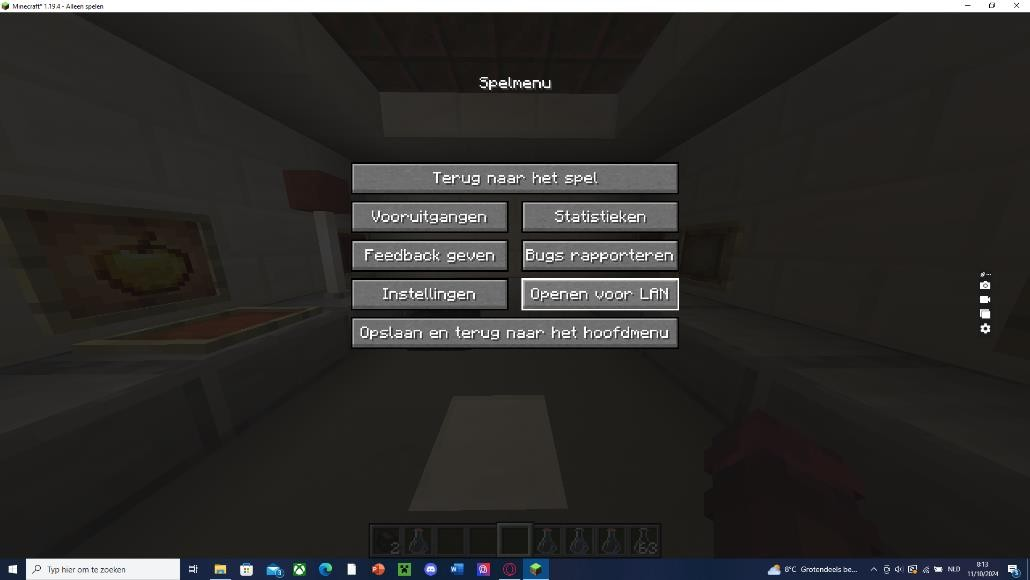 Minecraft* 1.19.4 - Alleen spelen
Spelmenu
Terug naar het spel
Vooruitgangen
Statistieken
Feedback geven
Bugs rapporteren
Instellingen
Openen voor LAN
Opslaan en terug naar het hoofdmenu
2
63
Typ hier om te zoeken
8°C Grotendeels be...
NLD
8:13
11/10/2024